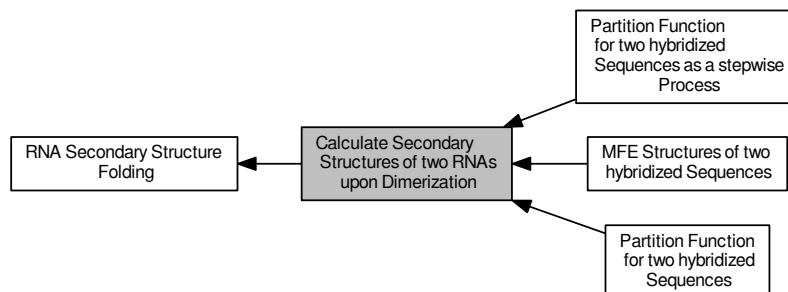 RNA Secondary Structure
Folding
Calculate Secondary
Structures of two RNAs
upon Dimerization
Partition Function
for two hybridized
Sequences as a stepwise
Process
MFE Structures of two
hybridized Sequences
Partition Function
for two hybridized
Sequences